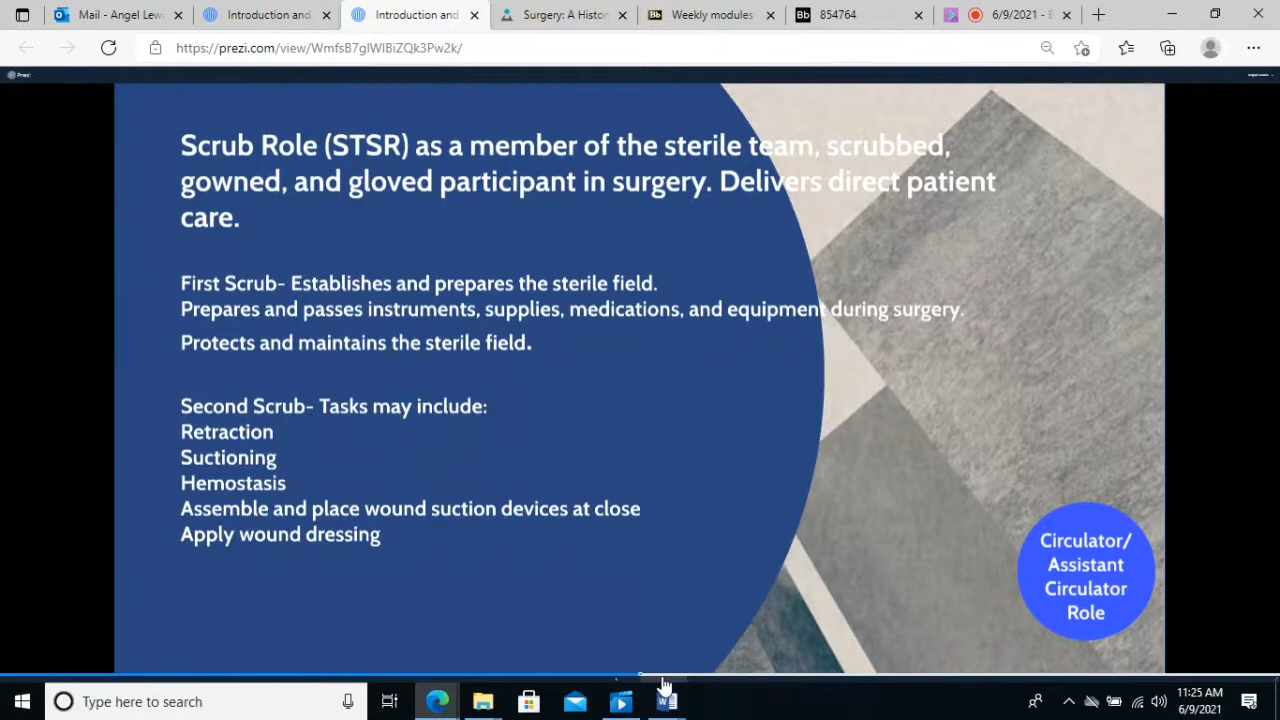 Mail - Angel Lew
Introduction and
Introduction and
Surgery: A Histor
Weekly modules
854764
6/9/2021 - E
https://prezi.com/view/WmfsB7glWlBiZQk3Pw2k/
Prezi
Scrub Role (STSR) as a member of the sterile team, scrubbed,
gowned, and gloved participant in surgery. Delivers direct patient
care.
First Scrub- Establishes and prepares the sterile field.
Prepares and passes instruments, supplies, medications, and equipment during surgery.
Protects and maintains the sterile field.
Second Scrub- Tasks may include:
Retraction
Suctioning
Hemostasis
Assemble and place wound suction devices at close
Apply wound dressing
Circulator/
Assistant
Circulator
Role
Type here to search
11:25 AM
6/9/2021